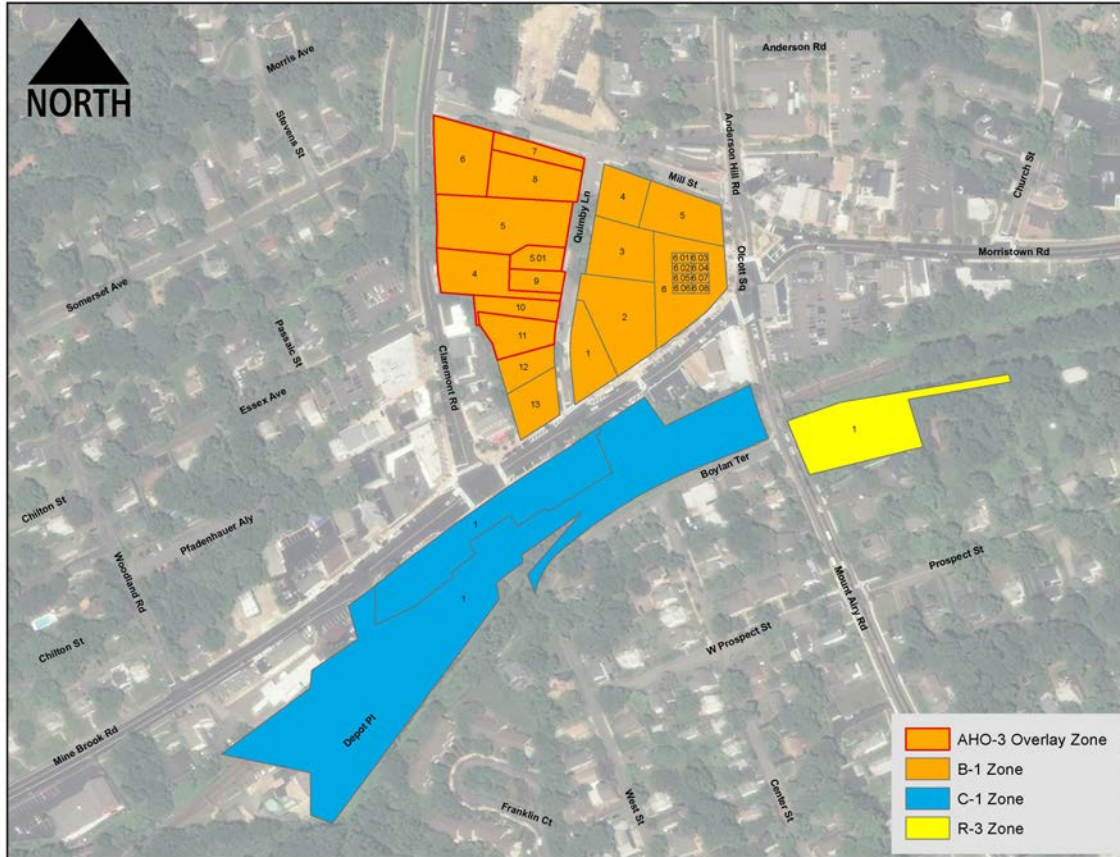 NORTH
Morris Ave
Stevens St
Anderson Rd
Anderson Hill Rd
Church St
Mill St
Quimby Ln
Olcott Sq
Morristown Rd
Somerset Ave
Passaic St
Essex Ave
Claremont Rd
6
7
8
5
5.01
4
9
10
11
12
13
4
5
3
6
6.01 6.03
6.02 6.04
6.05 6.07
6.06 6.08
2
1
1
1
Boylan Ter
Chilton St
Pfadenhauer Aly
Woodland Rd
Chilton St
Mine Brook Rd
Depot Pl
Franklin Ct
West St
Center St
W Prospect St
Prospect St
Mount Airy Rd
AHO-3 Overlay Zone
B-1 Zone
C-1 Zone
R-3 Zone